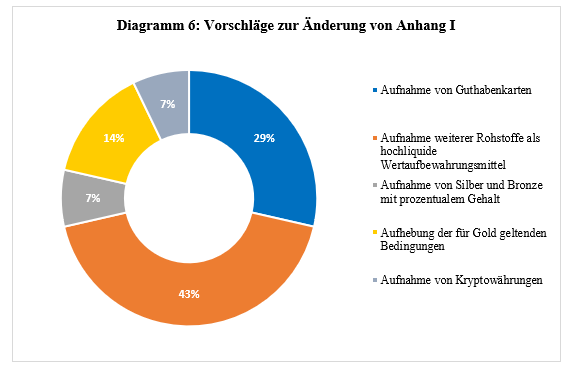 Diagramm 6: Vorschläge zur Änderung von Anhang I
29%
43%
7%
14%
7%
Aufnahme von Guthabenkarten
Aufnahme weiterer Rohstoffe als
hochliquide
Wertaufbewahrungsmittel
Aufnahme von Silber und Bronze
mit prozentualem Gehalt
Aufhebung der für Gold geltenden
Bedingungen
Aufnahme von Kryptowährungen